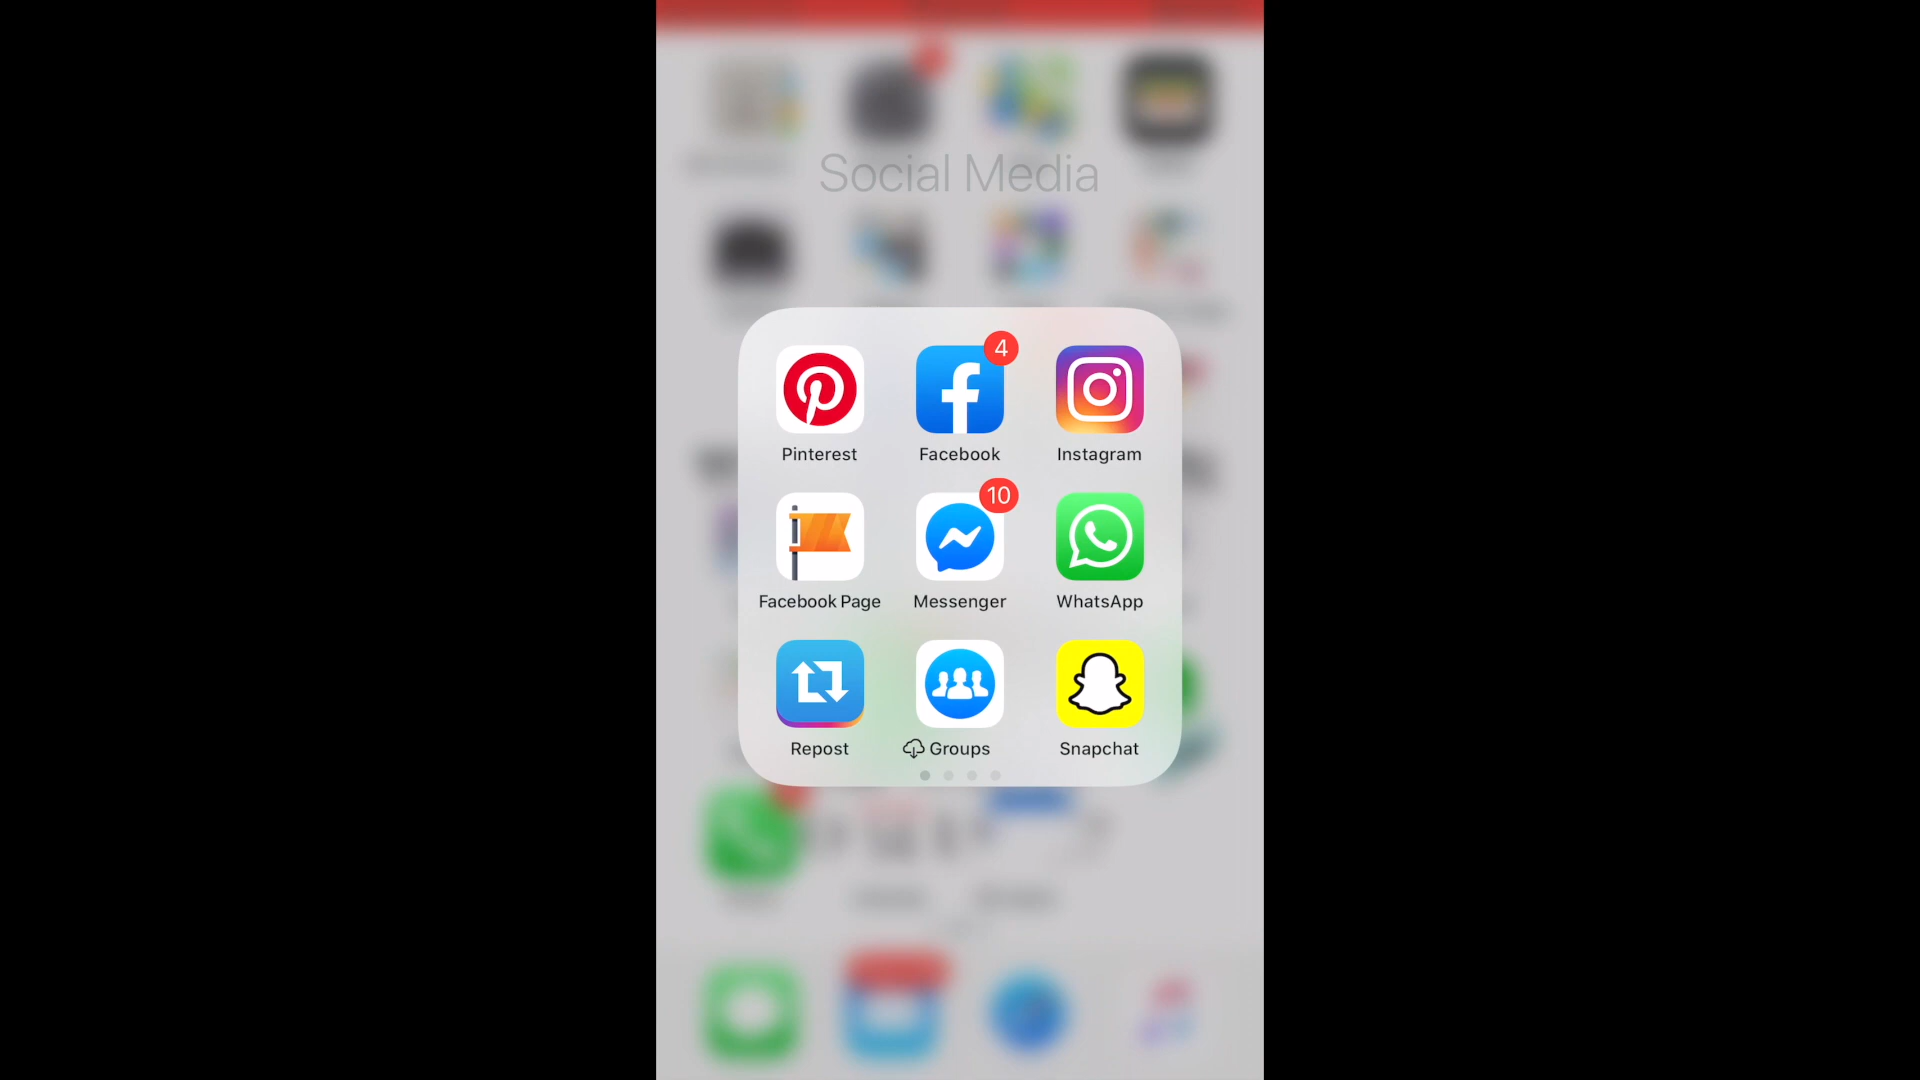 Social Media
4
Pinterest Facebook Instagram
10
Facebook Page Messenger WhatsApp
Repost Groups Snapchat